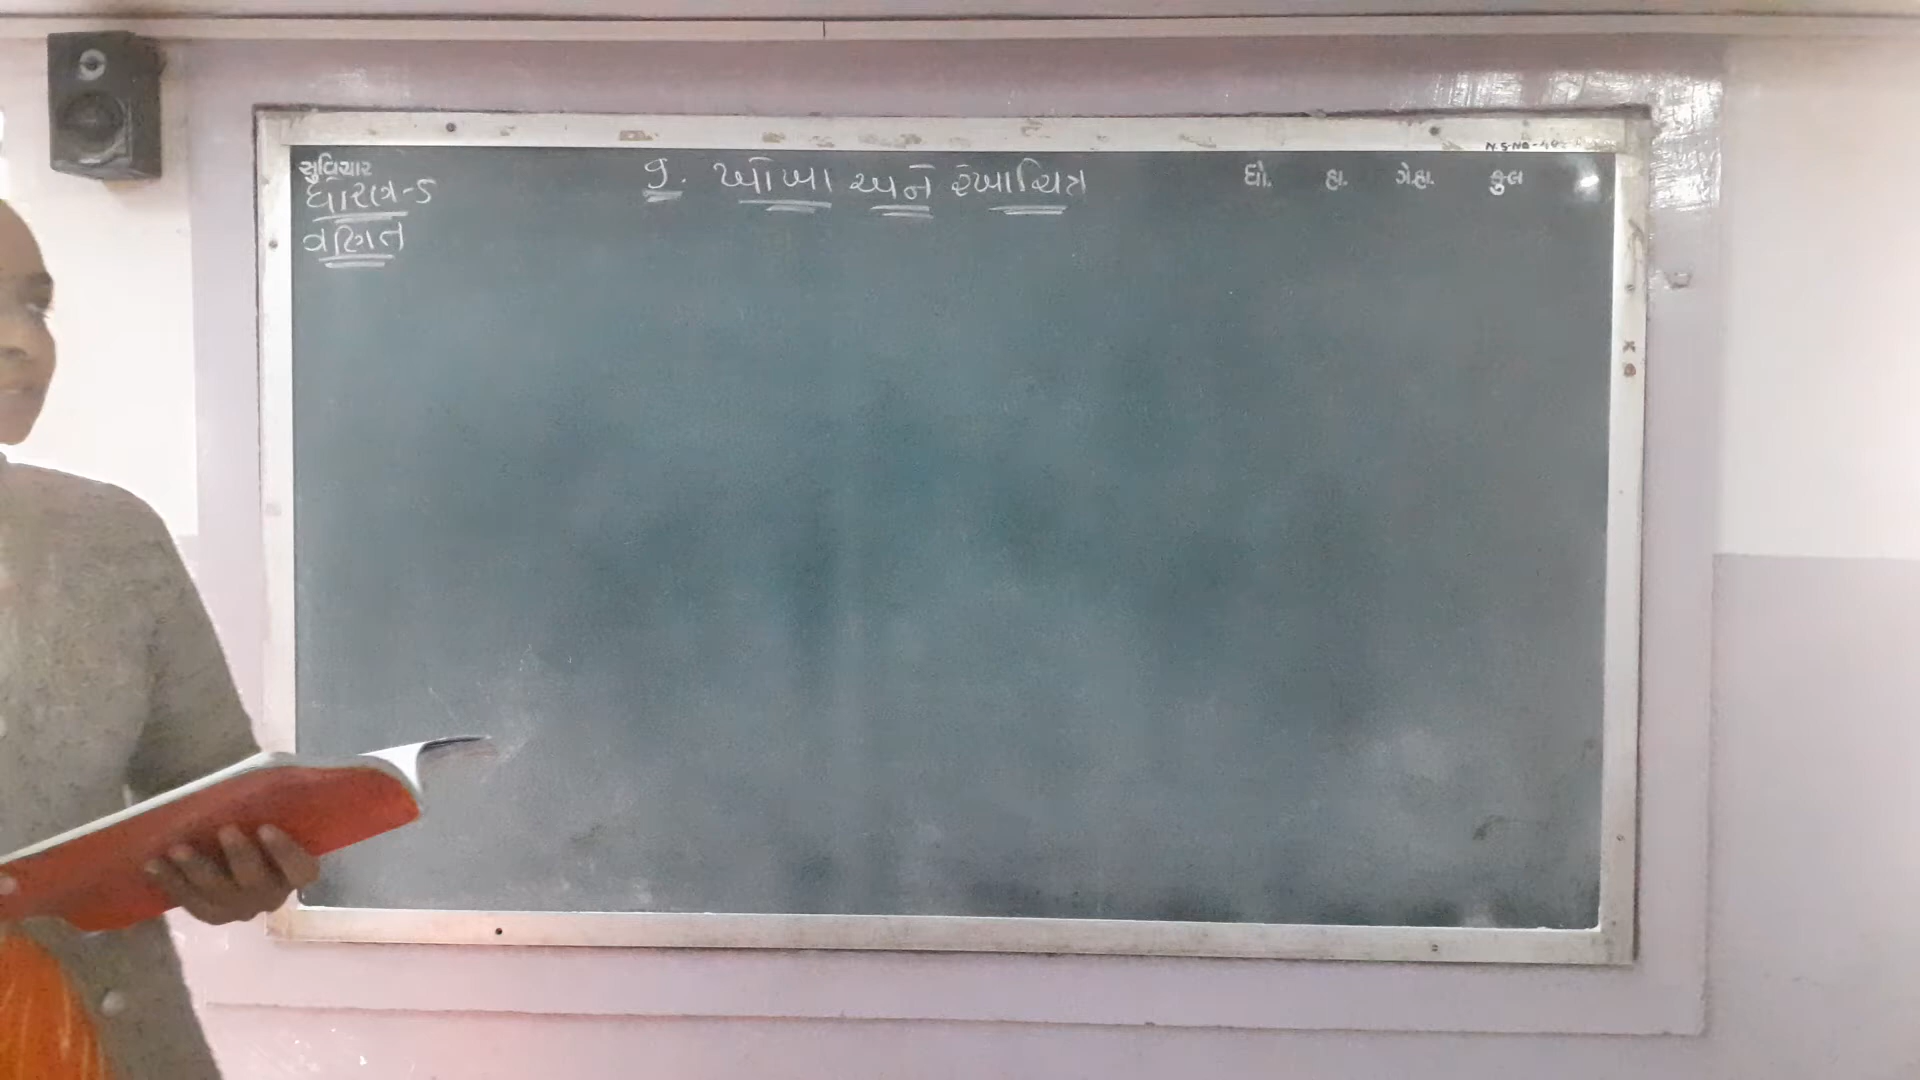 સુવિચાર
ધોરણ-5
ગણિત
9. ખોખા અને રેખાચિત્ર
ધો. હા. ગે.હા. કુલ